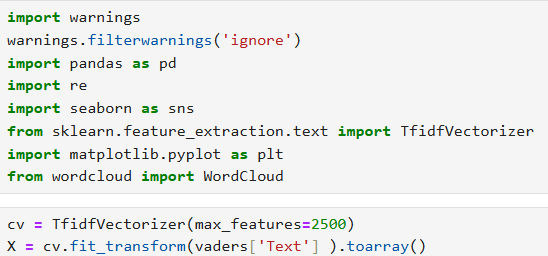 import warnings
warnings.filterwarnings('ignore')
import pandas as pd
import re
import seaborn as sns
from sklearn.feature_extraction.text import TfidfVectorizer
import matplotlib.pyplot as plt
from wordcloud import WordCloud
cv = TfidfVectorizer(max_features=2500)
X = cv.fit_transform(vaders['Text'] ).toarray()